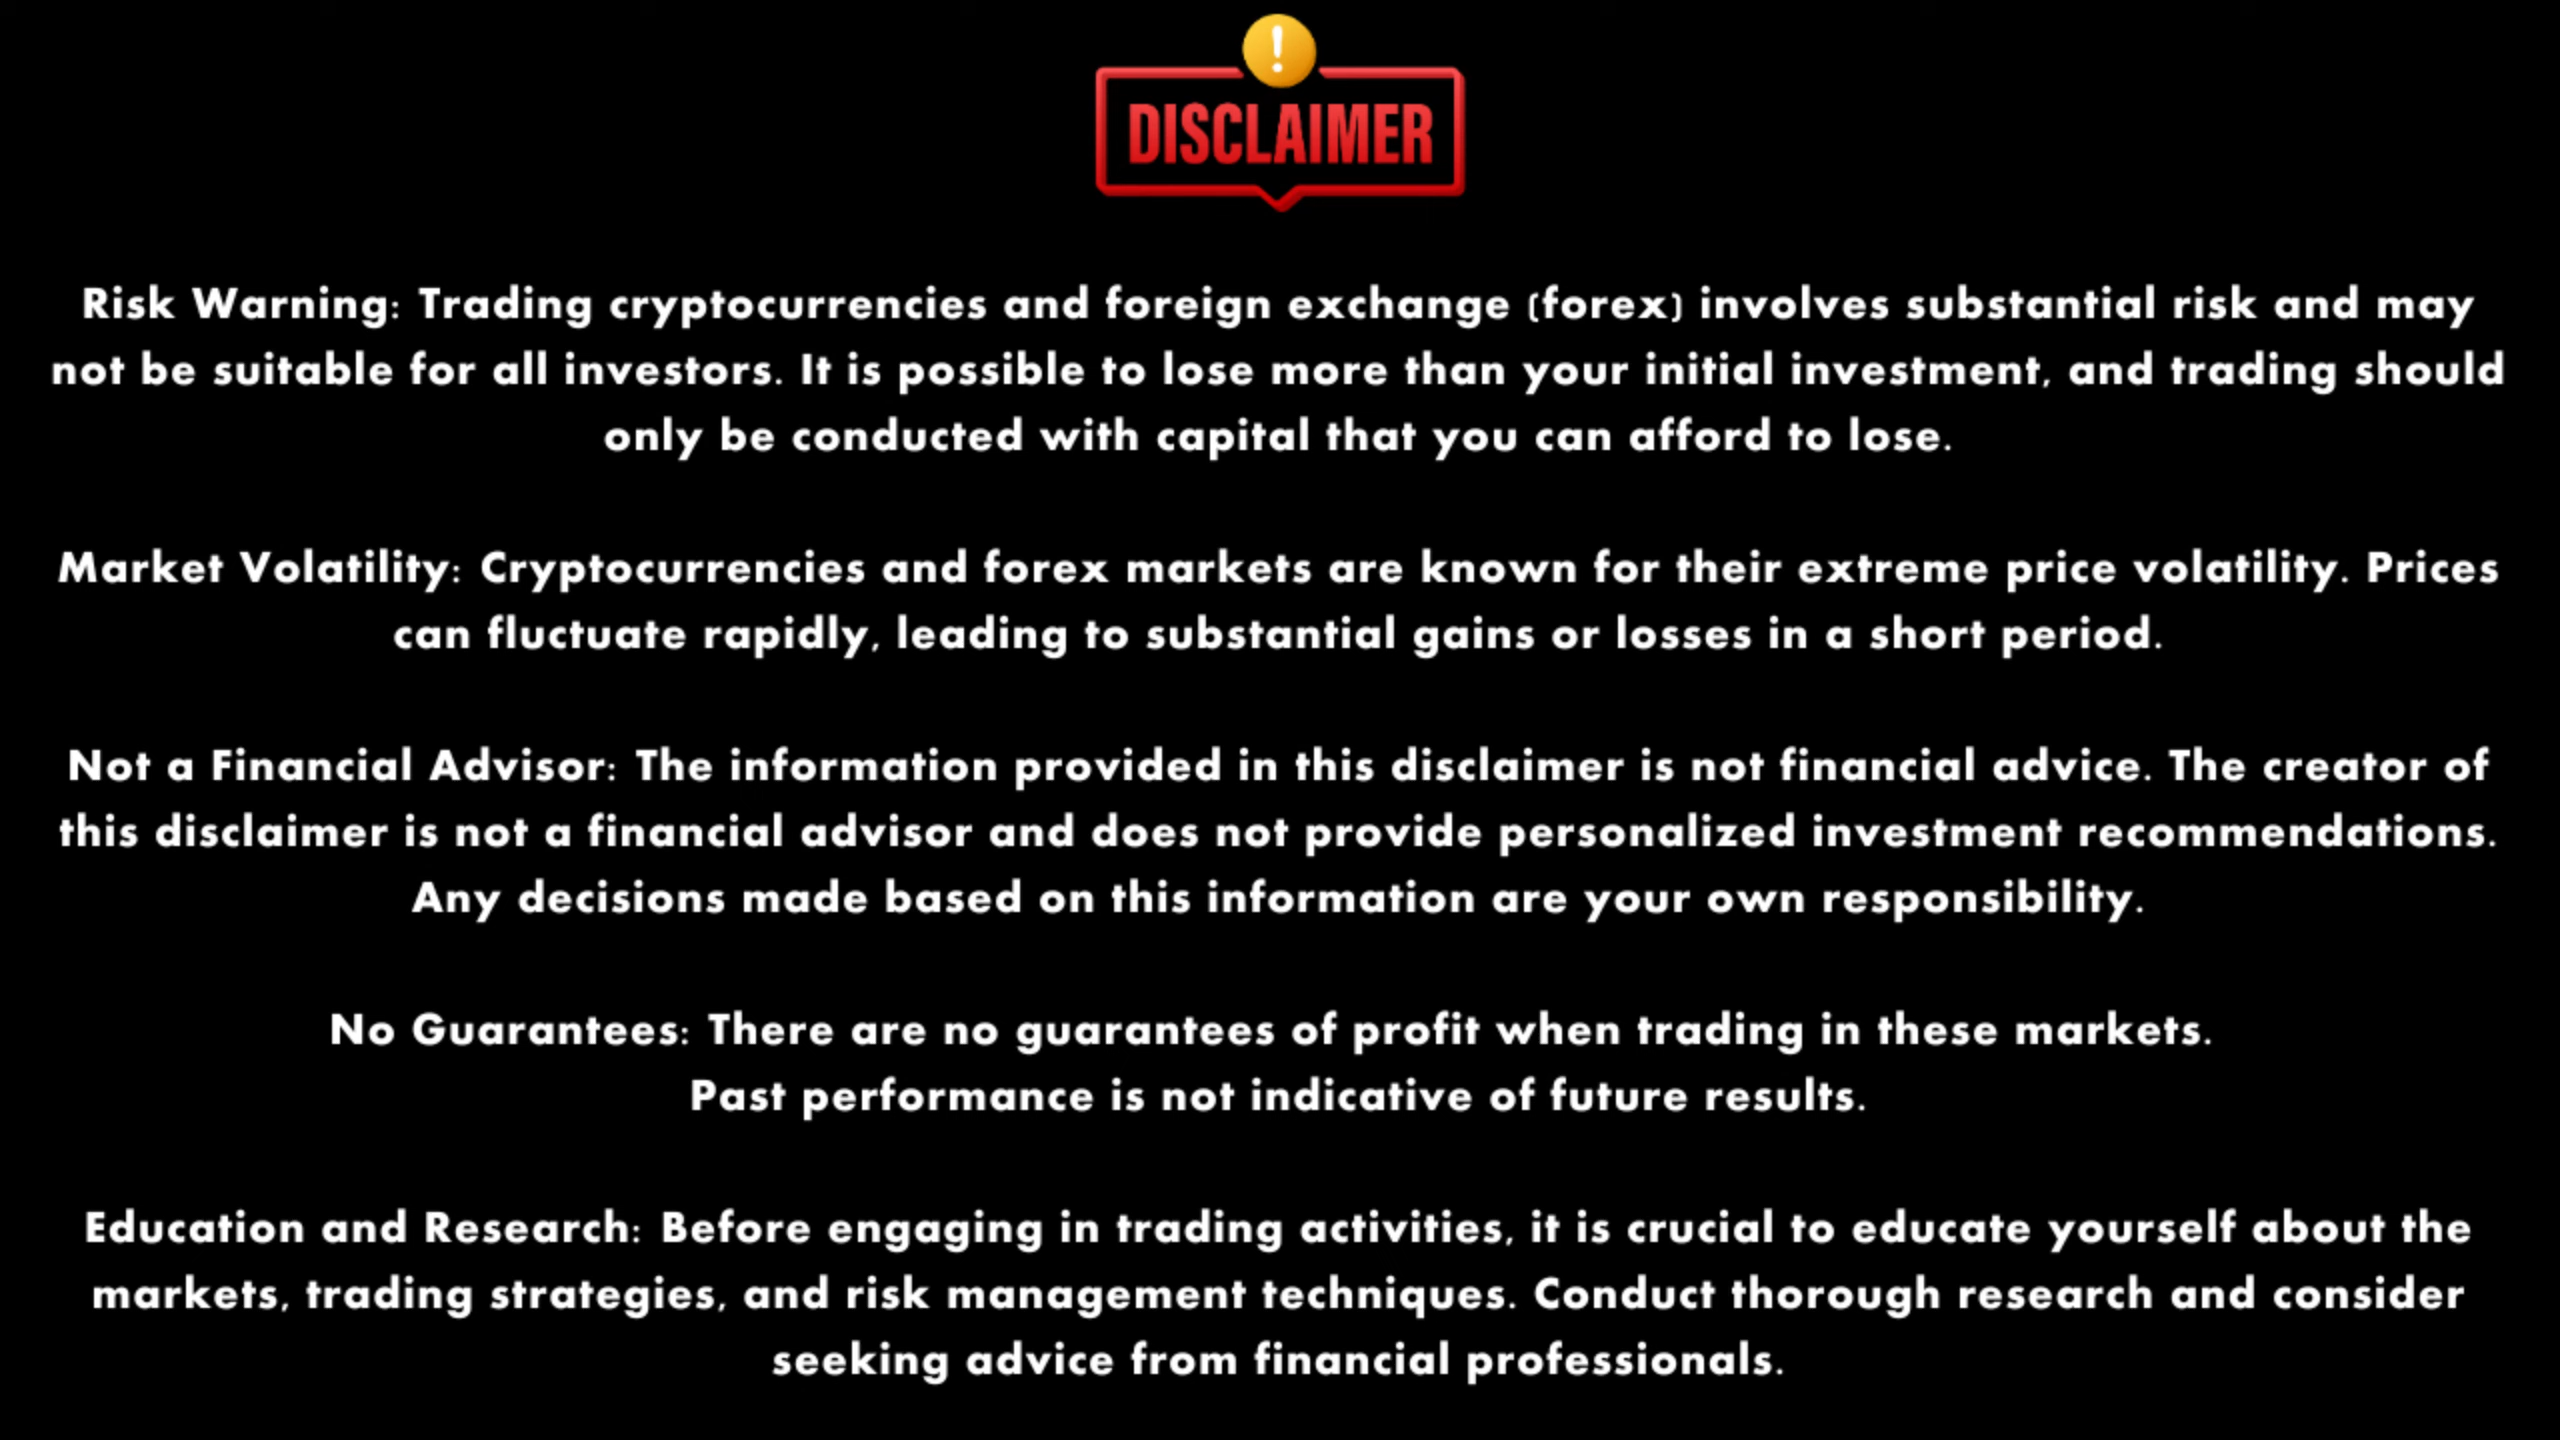 !
DISCLAIMER
Risk Warning: Trading cryptocurrencies and foreign exchange (forex) involves substantial risk and may
not be suitable for all investors. It is possible to lose more than your initial investment, and trading should
only be conducted with capital that you can afford to lose.
Market Volatility: Cryptocurrencies and forex markets are known for their extreme price volatility. Prices
can fluctuate rapidly, leading to substantial gains or losses in a short period.
Not a Financial Advisor: The information provided in this disclaimer is not financial advice. The creator of
this disclaimer is not a financial advisor and does not provide personalized investment recommendations.
Any decisions made based on this information are your own responsibility.
No Guarantees: There are no guarantees of profit when trading in these markets.
Past performance is not indicative of future results.
Education and Research: Before engaging in trading activities, it is crucial to educate yourself about the
markets, trading strategies, and risk management techniques. Conduct thorough research and consider
seeking advice from financial professionals.